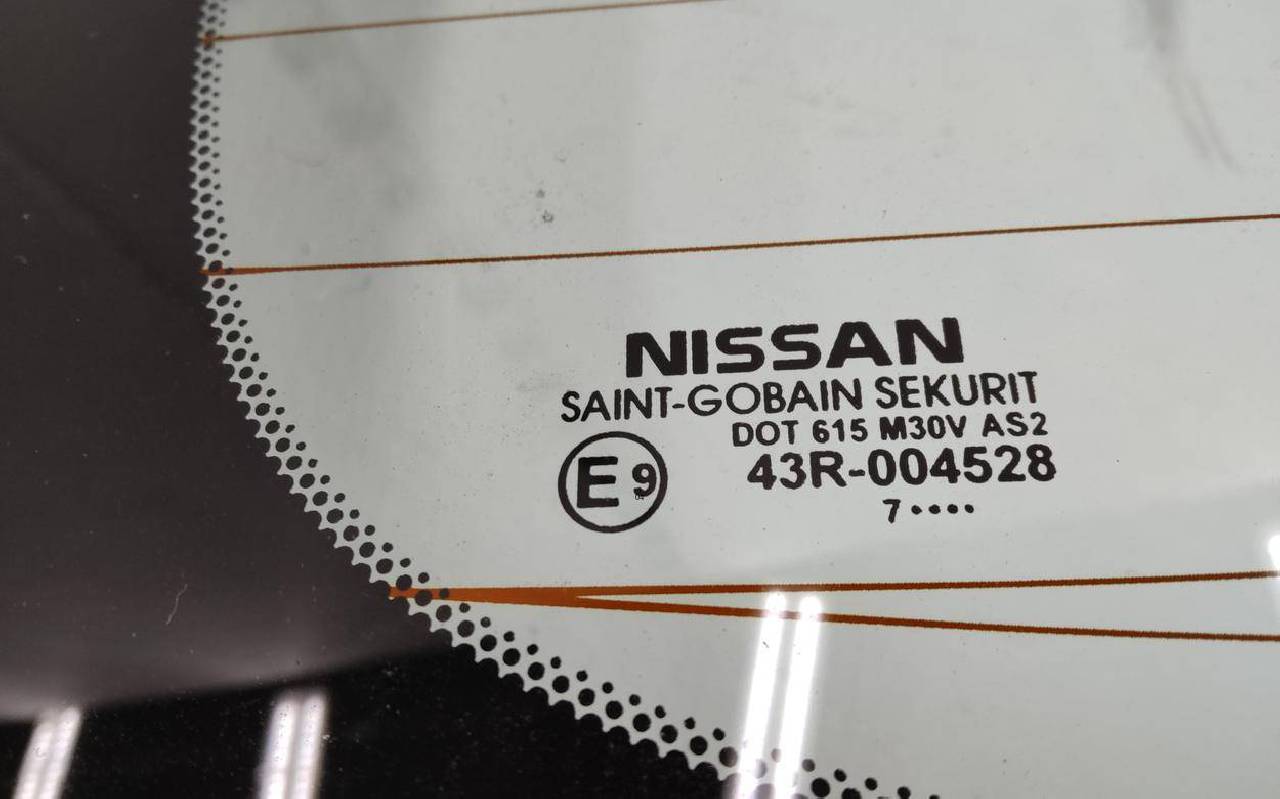 NISSAN
SAINT-GOBAIN SEKURIT
DOT 615 M30V AS2
E9 43R-004528
7····